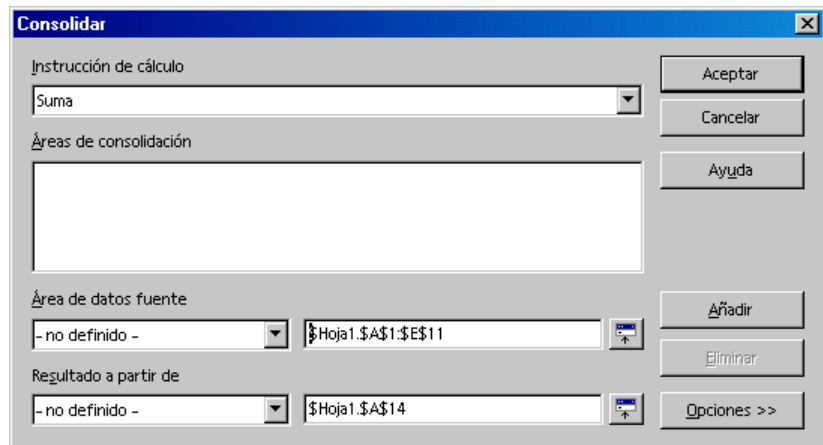 Consolidar
Instrucción de cálculo
Suma
Áreas de consolidación
Área de datos fuente
- no definido -
$Hoja1.$A$1:$E$11
Resultado a partir de
- no definido -
$Hoja1.$A$14
Aceptar
Cancelar
Ayuda
Añadir
Eliminar
Opciones >>